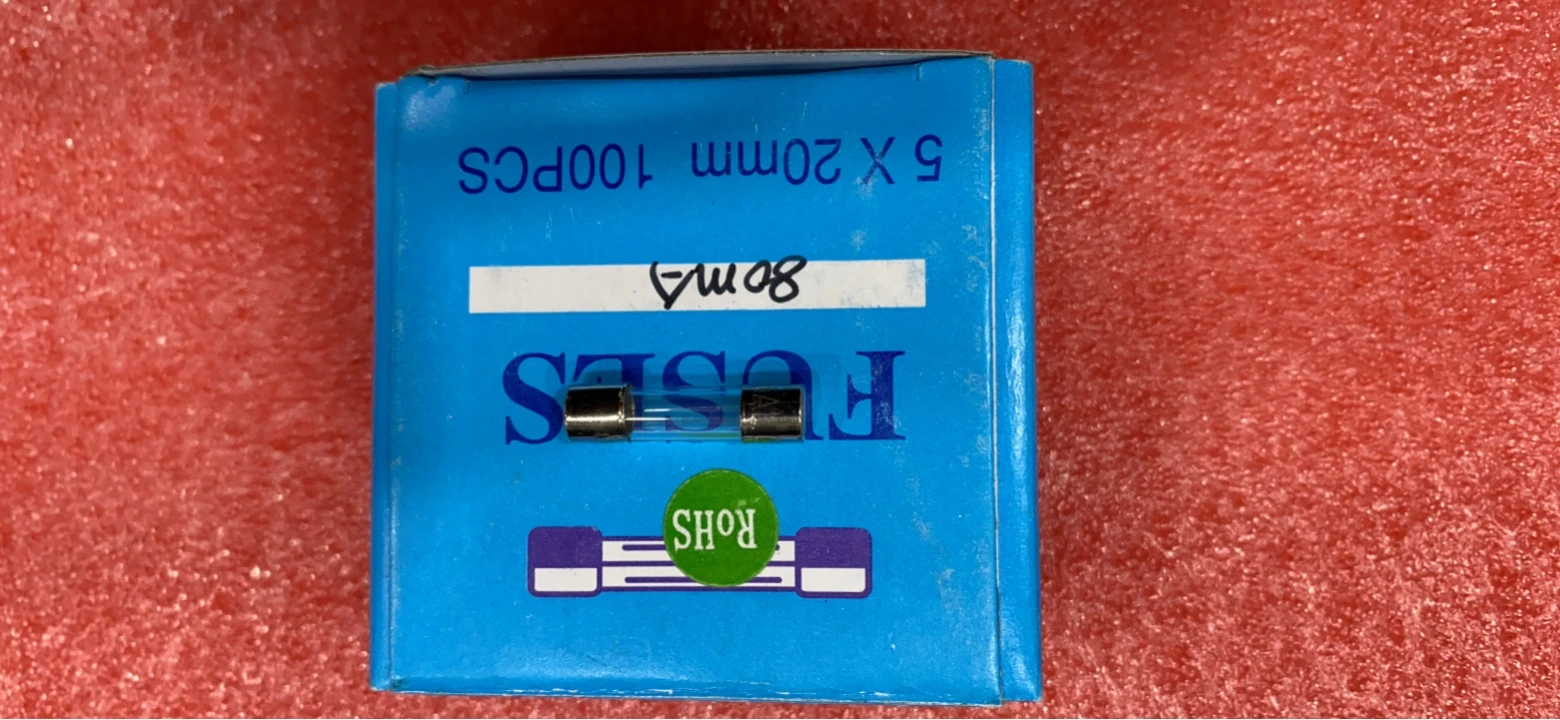 RoHS
FUSES
80mA
5 X 20mm 100PCS